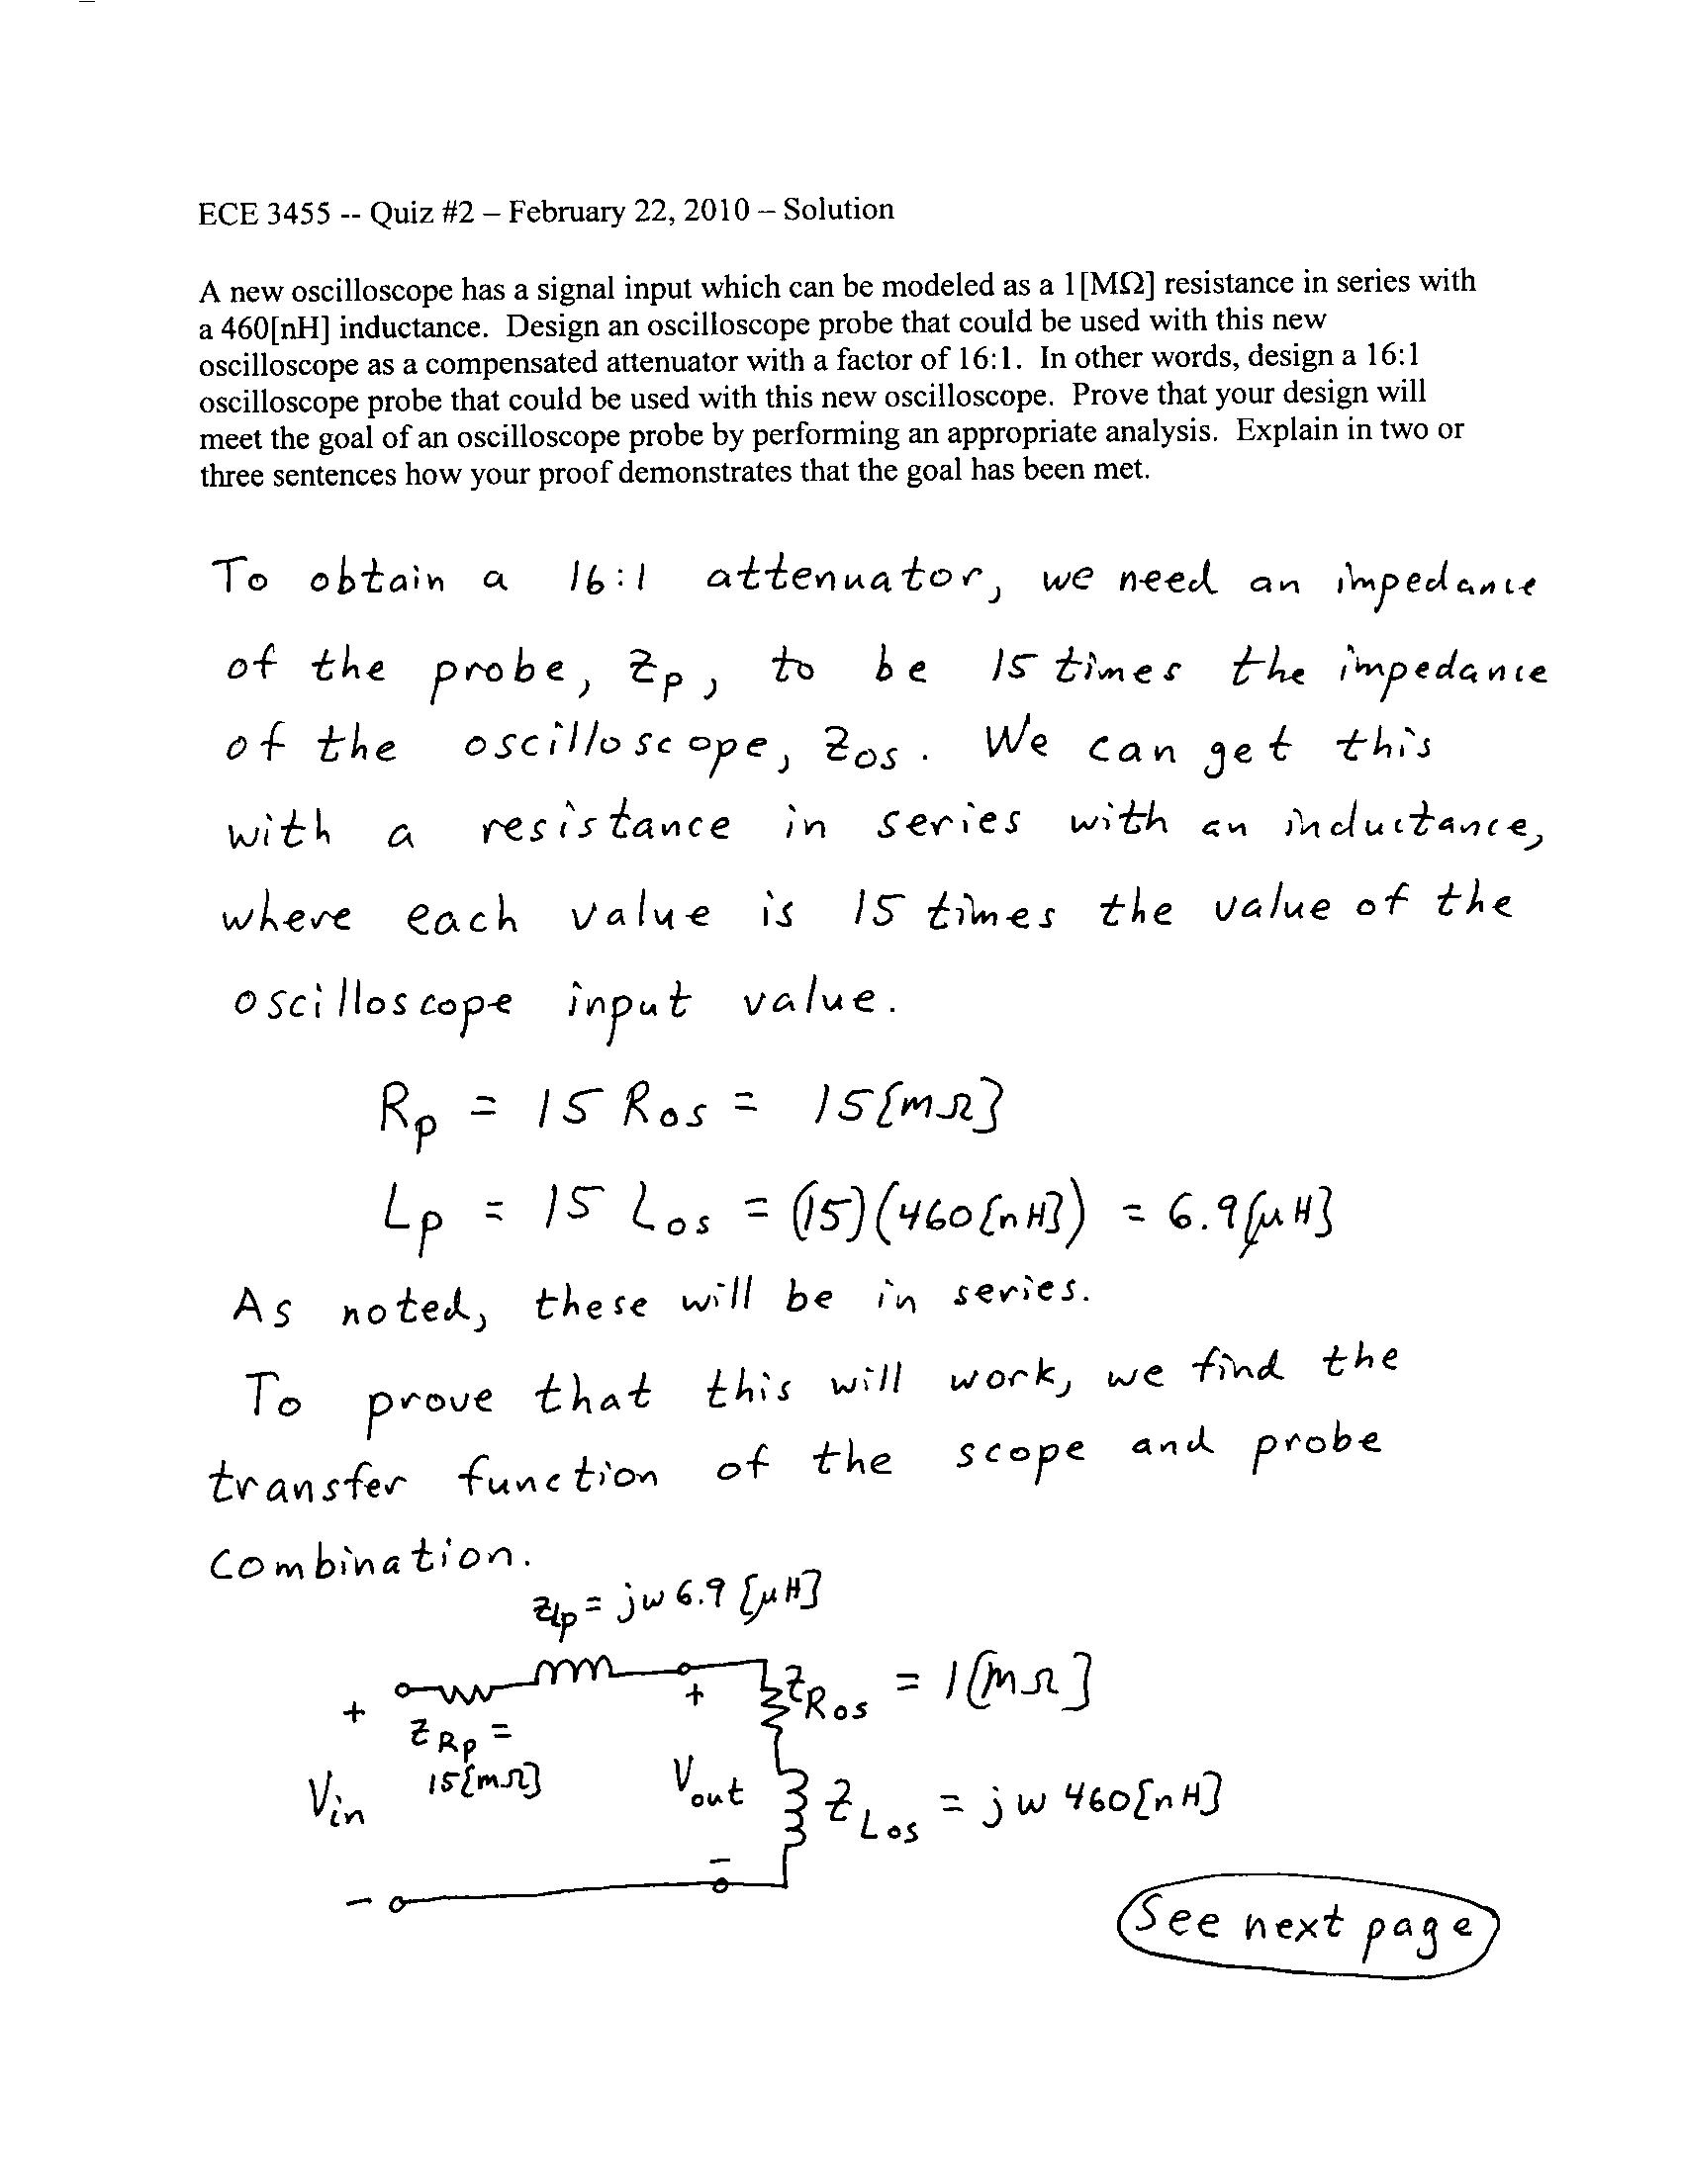 ECE 3455 -- Quiz #2 – February 22, 2010 – Solution
A new oscilloscope has a signal input which can be modeled as a 1[MΩ] resistance in series with
a 460[nH] inductance. Design an oscilloscope probe that could be used with this new
oscilloscope as a compensated attenuator with a factor of 16:1. In other words, design a 16:1
oscilloscope probe that could be used with this new oscilloscope. Prove that your design will
meet the goal of an oscilloscope probe by performing an appropriate analysis. Explain in two or
three sentences how your proof demonstrates that the goal has been met.
To obtain a 16:1 attenuator, we need an impedance
of the probe, Zp, to be 15 times the impedance
of the oscilloscope, Zos. We can get this
with a resistance in series with an inductance,
where each value is 15 times the value of the
oscilloscope input value.
Rp = 15 Ros = 15[MΩ]
Lp = 15 Los = (15)(460[nH]) = 6.9[μH]
As noted, these will be in series.
To prove that this will work, we find the
transfer function of the scope and probe
combination.
ZLp = jω6.9[μH]
+ ZRp = 15[MΩ]
+ ZRos = 1[MΩ]
Vin
Vout
ZLos = jω460[nH]
-
-
See next page